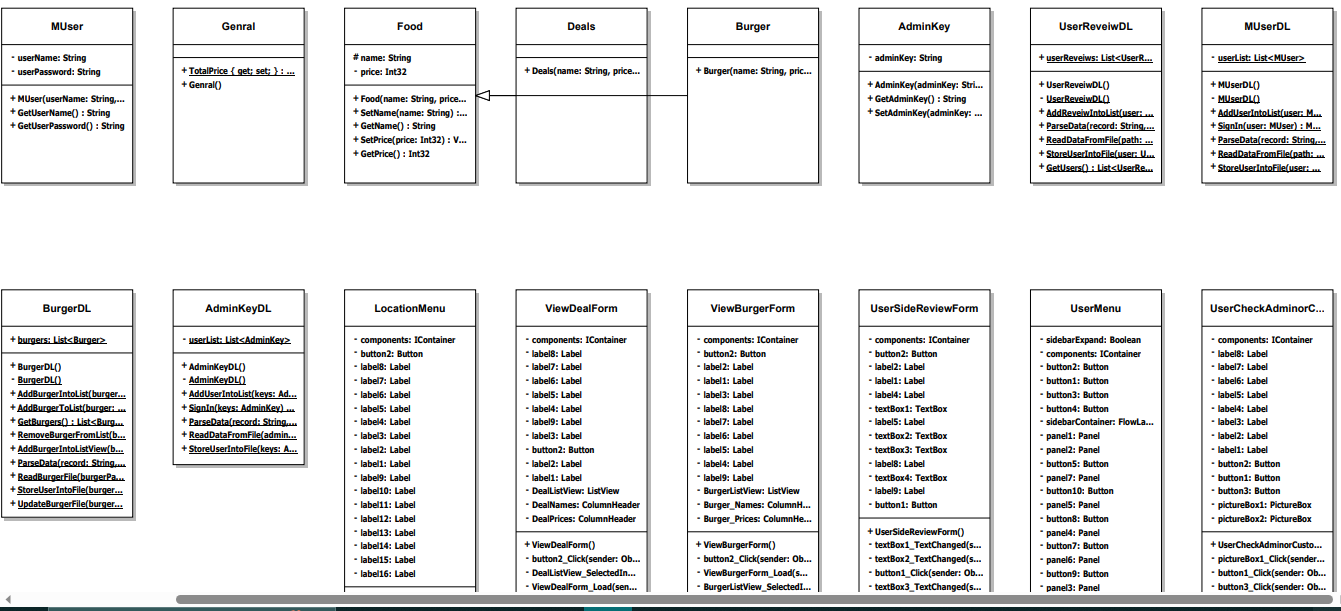 MUser
- userName: String
- userPassword: String
+ MUser(userName: String,...
+ GetUserName() : String
+ GetUserPassword() : String
Genral
+ TotalPrice { get; set; } : ...
+ Genral()
Food
# name: String
- price: Int32
+ Food(name: String, price...
+ SetName(name: String) :...
+ GetName() : String
+ SetPrice(price: Int32) : V...
+ GetPrice() : Int32
Deals
+ Deals(name: String, price...
Burger
+ Burger(name: String, pric...
AdminKey
- adminKey: String
+ AdminKey(adminKey: Stri...
+ GetAdminKey() : String
+ SetAdminKey(adminKey: ...
UserReveiwDL
+ userReveiws: List<UserR...
+ UserReveiwDL()
- UserReveiwDL()
+ AddReveiwIntoList(user: ...
+ ParseData(record: String,...
+ ReadDataFromFile(path: ...
+ StoreUserIntoFile(user: U...
+ GetUsers() : List<UserRe...
MUserDL
- userList: List<MUser>
+ MUserDL()
- MUserDL()
+ AddUserIntoList(user: M...
+ SignIn(user: MUser) : M...
+ ParseData(record: String,...
+ ReadDataFromFile(path: ...
+ StoreUserIntoFile(user: ...
BurgerDL
+ burgers: List<Burger>
+ BurgerDL()
- BurgerDL()
+ AddBurgerIntoList(burger...
+ AddBurgerToList(burger: ...
+ GetBurgers() : List<Burg...
+ RemoveBurgerFromList(b...
+ AddBurgerIntoListView(b...
+ ParseData(record: String,...
+ ReadBurgerFile(burgerPa...
+ StoreUserIntoFile(burger...
+ UpdateBurgerFile(burger...
AdminKeyDL
- userList: List<AdminKey>
+ AdminKeyDL()
- AdminKeyDL()
+ AddUserIntoList(keys: Ad...
+ SignIn(keys: AdminKey) ...
+ ParseData(record: String,...
+ ReadDataFromFile(admin...
+ StoreUserIntoFile(keys: A...
LocationMenu
- components: IContainer
- button2: Button
- label8: Label
- label7: Label
- label6: Label
- label5: Label
- label4: Label
- label3: Label
- label2: Label
- label1: Label
- label9: Label
- label10: Label
- label11: Label
- label12: Label
- label13: Label
- label14: Label
- label15: Label
- label16: Label
ViewDealForm
- components: IContainer
- label8: Label
- label7: Label
- label6: Label
- label5: Label
- label4: Label
- label9: Label
- label3: Label
- button2: Button
- label2: Label
- label1: Label
- DealListView: ListView
- DealNames: ColumnHeader
- DealPrices: ColumnHeader
+ ViewDealForm()
- button2_Click(sender: Ob...
- DealListView_SelectedIn...
- ViewDealForm_Load(sen...
ViewBurgerForm
- components: IContainer
- button2: Button
- label2: Label
- label1: Label
- label3: Label
- label8: Label
- label7: Label
- label6: Label
- label5: Label
- label4: Label
- label9: Label
- BurgerListView: ListView
- Burger_Names: ColumnH...
- Burger_Prices: ColumnHe...
+ ViewBurgerForm()
- button2_Click(sender: Ob...
- ViewBurgerForm_Load(s...
- BurgerListView_SelectedI...
UserSideReviewForm
- components: IContainer
- button2: Button
- label2: Label
- label1: Label
- label4: Label
- textBox1: TextBox
- label5: Label
- textBox2: TextBox
- textBox3: TextBox
- label8: Label
- textBox4: TextBox
- label9: Label
- button1: Button
+ UserSideReviewForm()
- textBox1_TextChanged(s...
- textBox2_TextChanged(s...
- button1_Click(sender: Ob...
- textBox3_TextChanged(s...
UserMenu
- sidebarExpand: Boolean
- components: IContainer
- button2: Button
- button1: Button
- button3: Button
- button4: Button
- sidebarContainer: FlowLa...
- panel1: Panel
- panel2: Panel
- button5: Button
- panel7: Panel
- button10: Button
- panel5: Panel
- button8: Button
- panel4: Panel
- button7: Button
- panel6: Panel
- button9: Button
- panel3: Panel
UserCheckAdminorC...
- components: IContainer
- label8: Label
- label7: Label
- label6: Label
- label5: Label
- label4: Label
- label3: Label
- label2: Label
- label1: Label
- button2: Button
- button1: Button
- button3: Button
- pictureBox1: PictureBox
- pictureBox2: PictureBox
+ UserCheckAdminorCusto...
- pictureBox1_Click(sender...
- button1_Click(sender: Ob...
- button3_Click(sender: Ob...